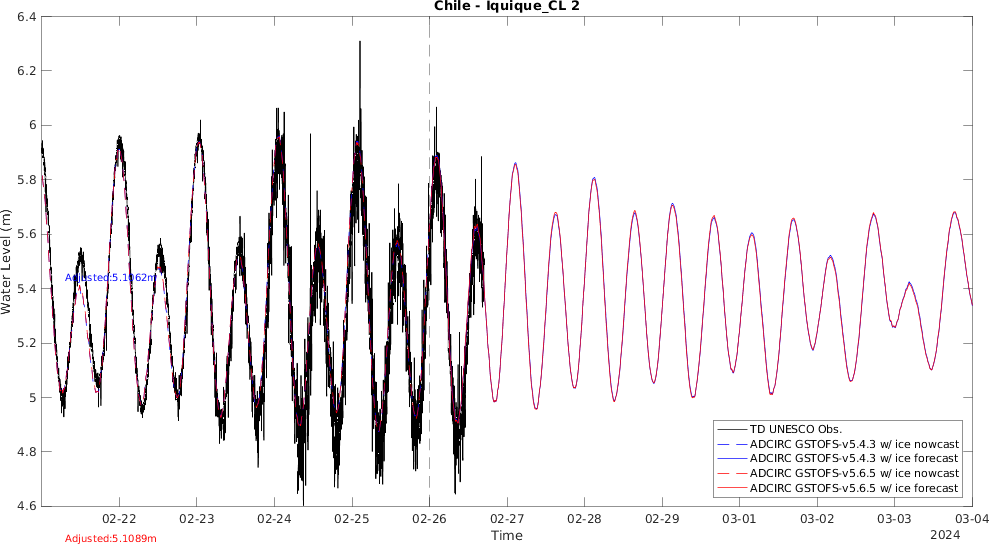 Chile - Iquique_CL 2
6.4
6.2
6
5.8
5.6
5.4
5.2
5
4.8
4.6
Water Level (m)
Adjusted:5.1062m
TD UNESCO Obs.
ADCIRC GSTOFS-v5.4.3 w/ ice nowcast
ADCIRC GSTOFS-v5.4.3 w/ ice forecast
ADCIRC GSTOFS-v5.6.5 w/ ice nowcast
ADCIRC GSTOFS-v5.6.5 w/ ice forecast
02-22 02-23 02-24 02-25 02-26 02-27 02-28 02-29 03-01 03-02 03-03 03-04
Time
2024
Adjusted:5.1089m